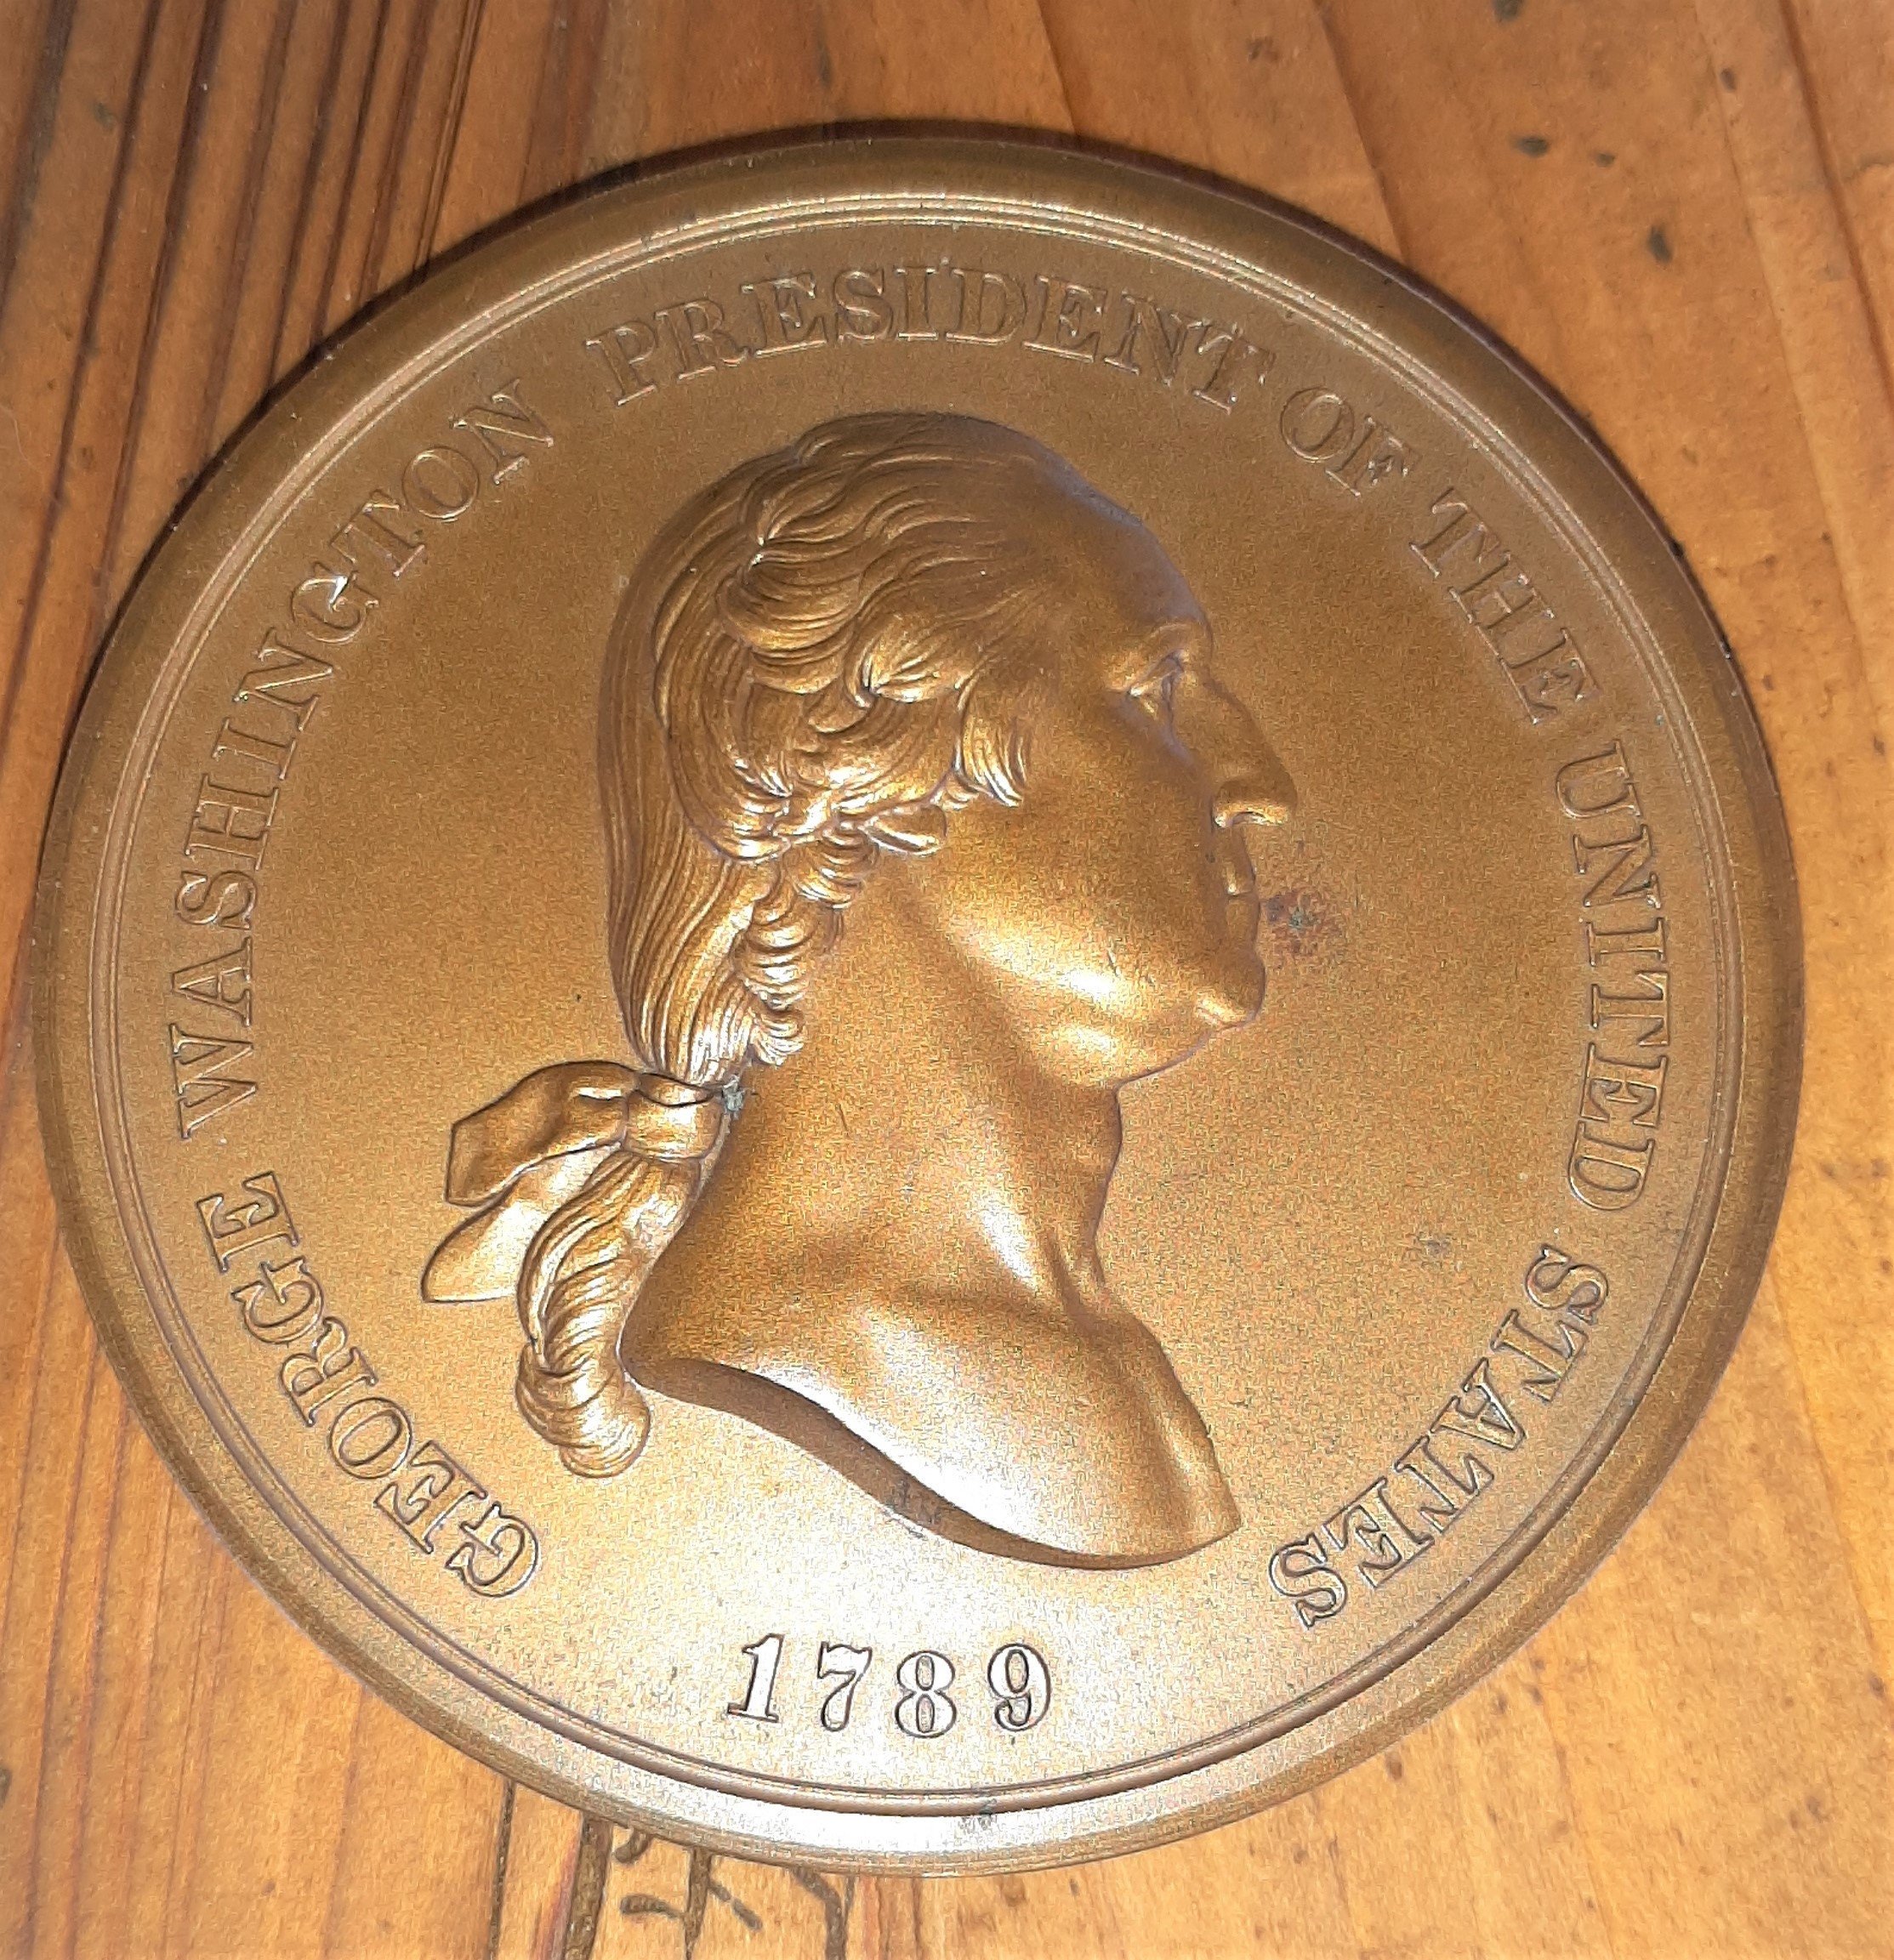 GEORGE WASHINGTON PRESIDENT OF THE UNITED STATES
1789